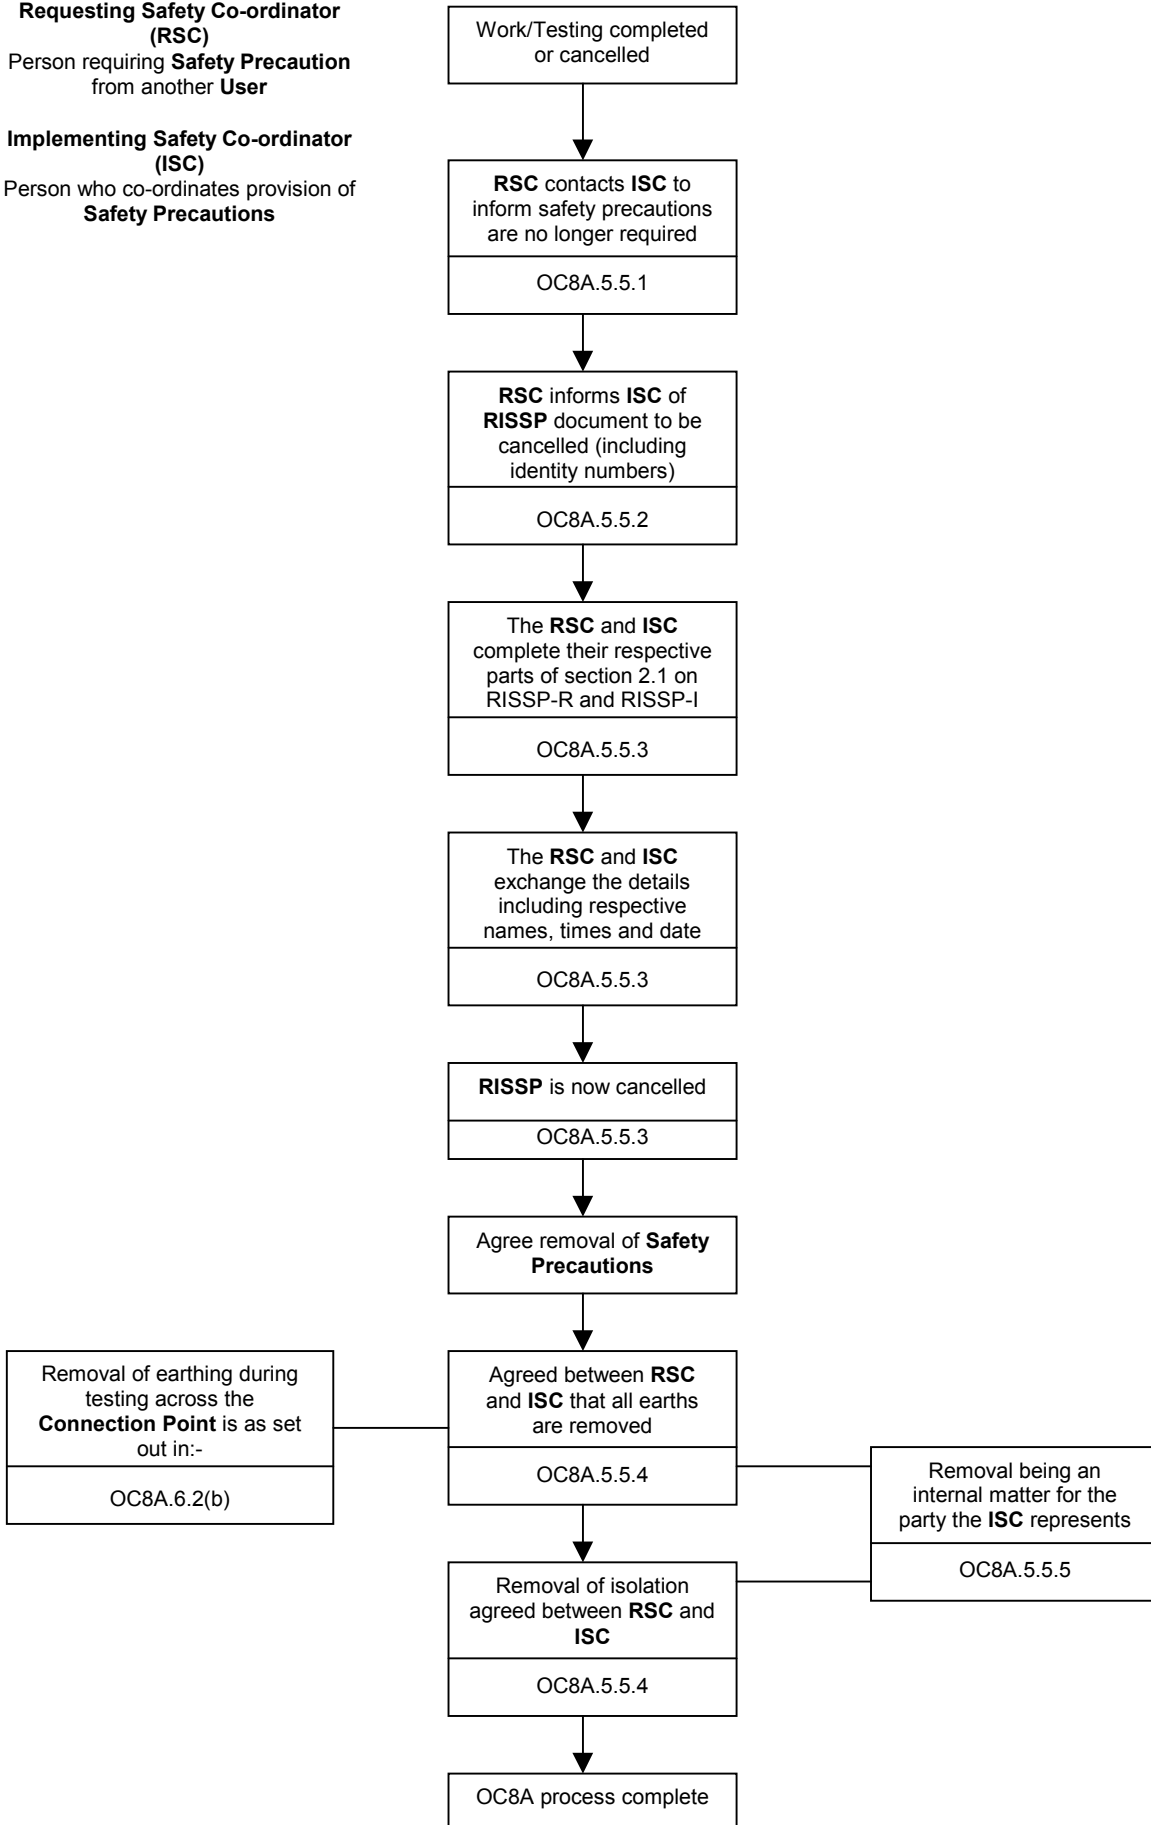 Requesting Safety Co-ordinator
(RSC)
Person requiring Safety Precaution
from another User
Implementing Safety Co-ordinator
(ISC)
Person who co-ordinates provision of
Safety Precautions
Work/Testing completed
or cancelled
RSC contacts ISC to
inform safety precautions
are no longer required
OC8A.5.5.1
RSC informs ISC of
RISSP document to be
cancelled (including
identity numbers)
OC8A.5.5.2
The RSC and ISC
complete their respective
parts of section 2.1 on
RISSP-R and RISSP-I
OC8A.5.5.3
The RSC and ISC
exchange the details
including respective
names, times and date
OC8A.5.5.3
RISSP is now cancelled
OC8A.5.5.3
Agree removal of Safety
Precautions
Removal of earthing during
testing across the
Connection Point is as set
out in:-
OC8A.6.2(b)
Agreed between RSC
and ISC that all earths
are removed
OC8A.5.5.4
Removal being an
internal matter for the
party the ISC represents
OC8A.5.5.5
Removal of isolation
agreed between RSC and
ISC
OC8A.5.5.4
OC8A process complete